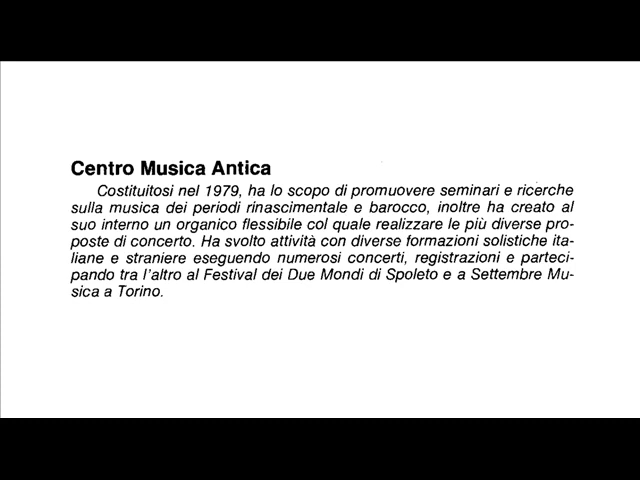 Centro Musica Antica
Costituitosi nel 1979, ha lo scopo di promuovere seminari e ricerche
sulla musica dei periodi rinascimentale e barocco, inoltre ha creato al
suo interno un organico flessibile col quale realizzare le più diverse pro-
poste di concerto. Ha svolto attività con diverse formazioni solistiche ita-
liane e straniere eseguendo numerosi concerti, registrazioni e parteci-
pando tra l'altro al Festival dei Due Mondi di Spoleto e a Settembre Mu-
sica a Torino.